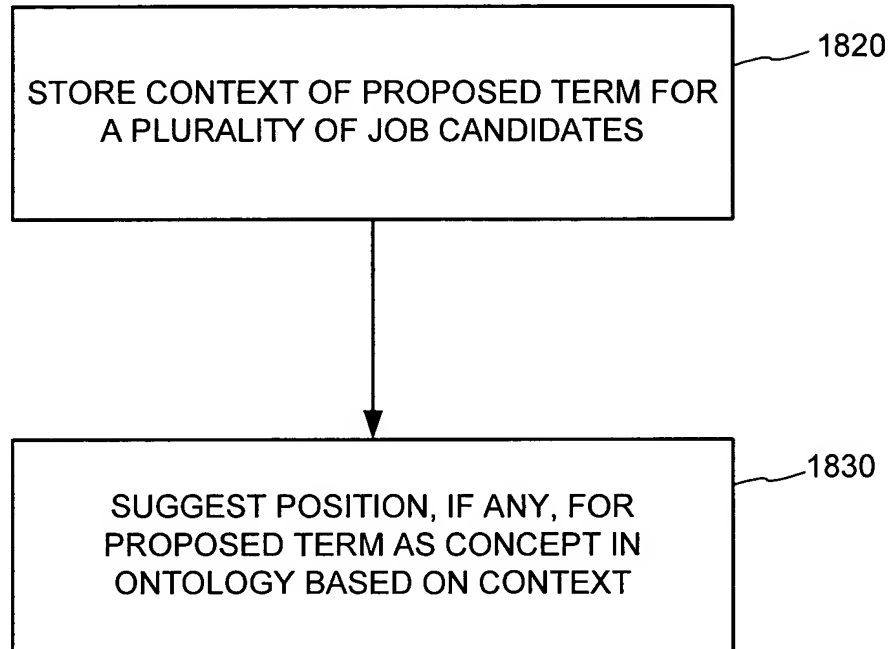 1820
STORE CONTEXT OF PROPOSED TERM FOR
A PLURALITY OF JOB CANDIDATES
1830
SUGGEST POSITION, IF ANY, FOR
PROPOSED TERM AS CONCEPT IN
ONTOLOGY BASED ON CONTEXT